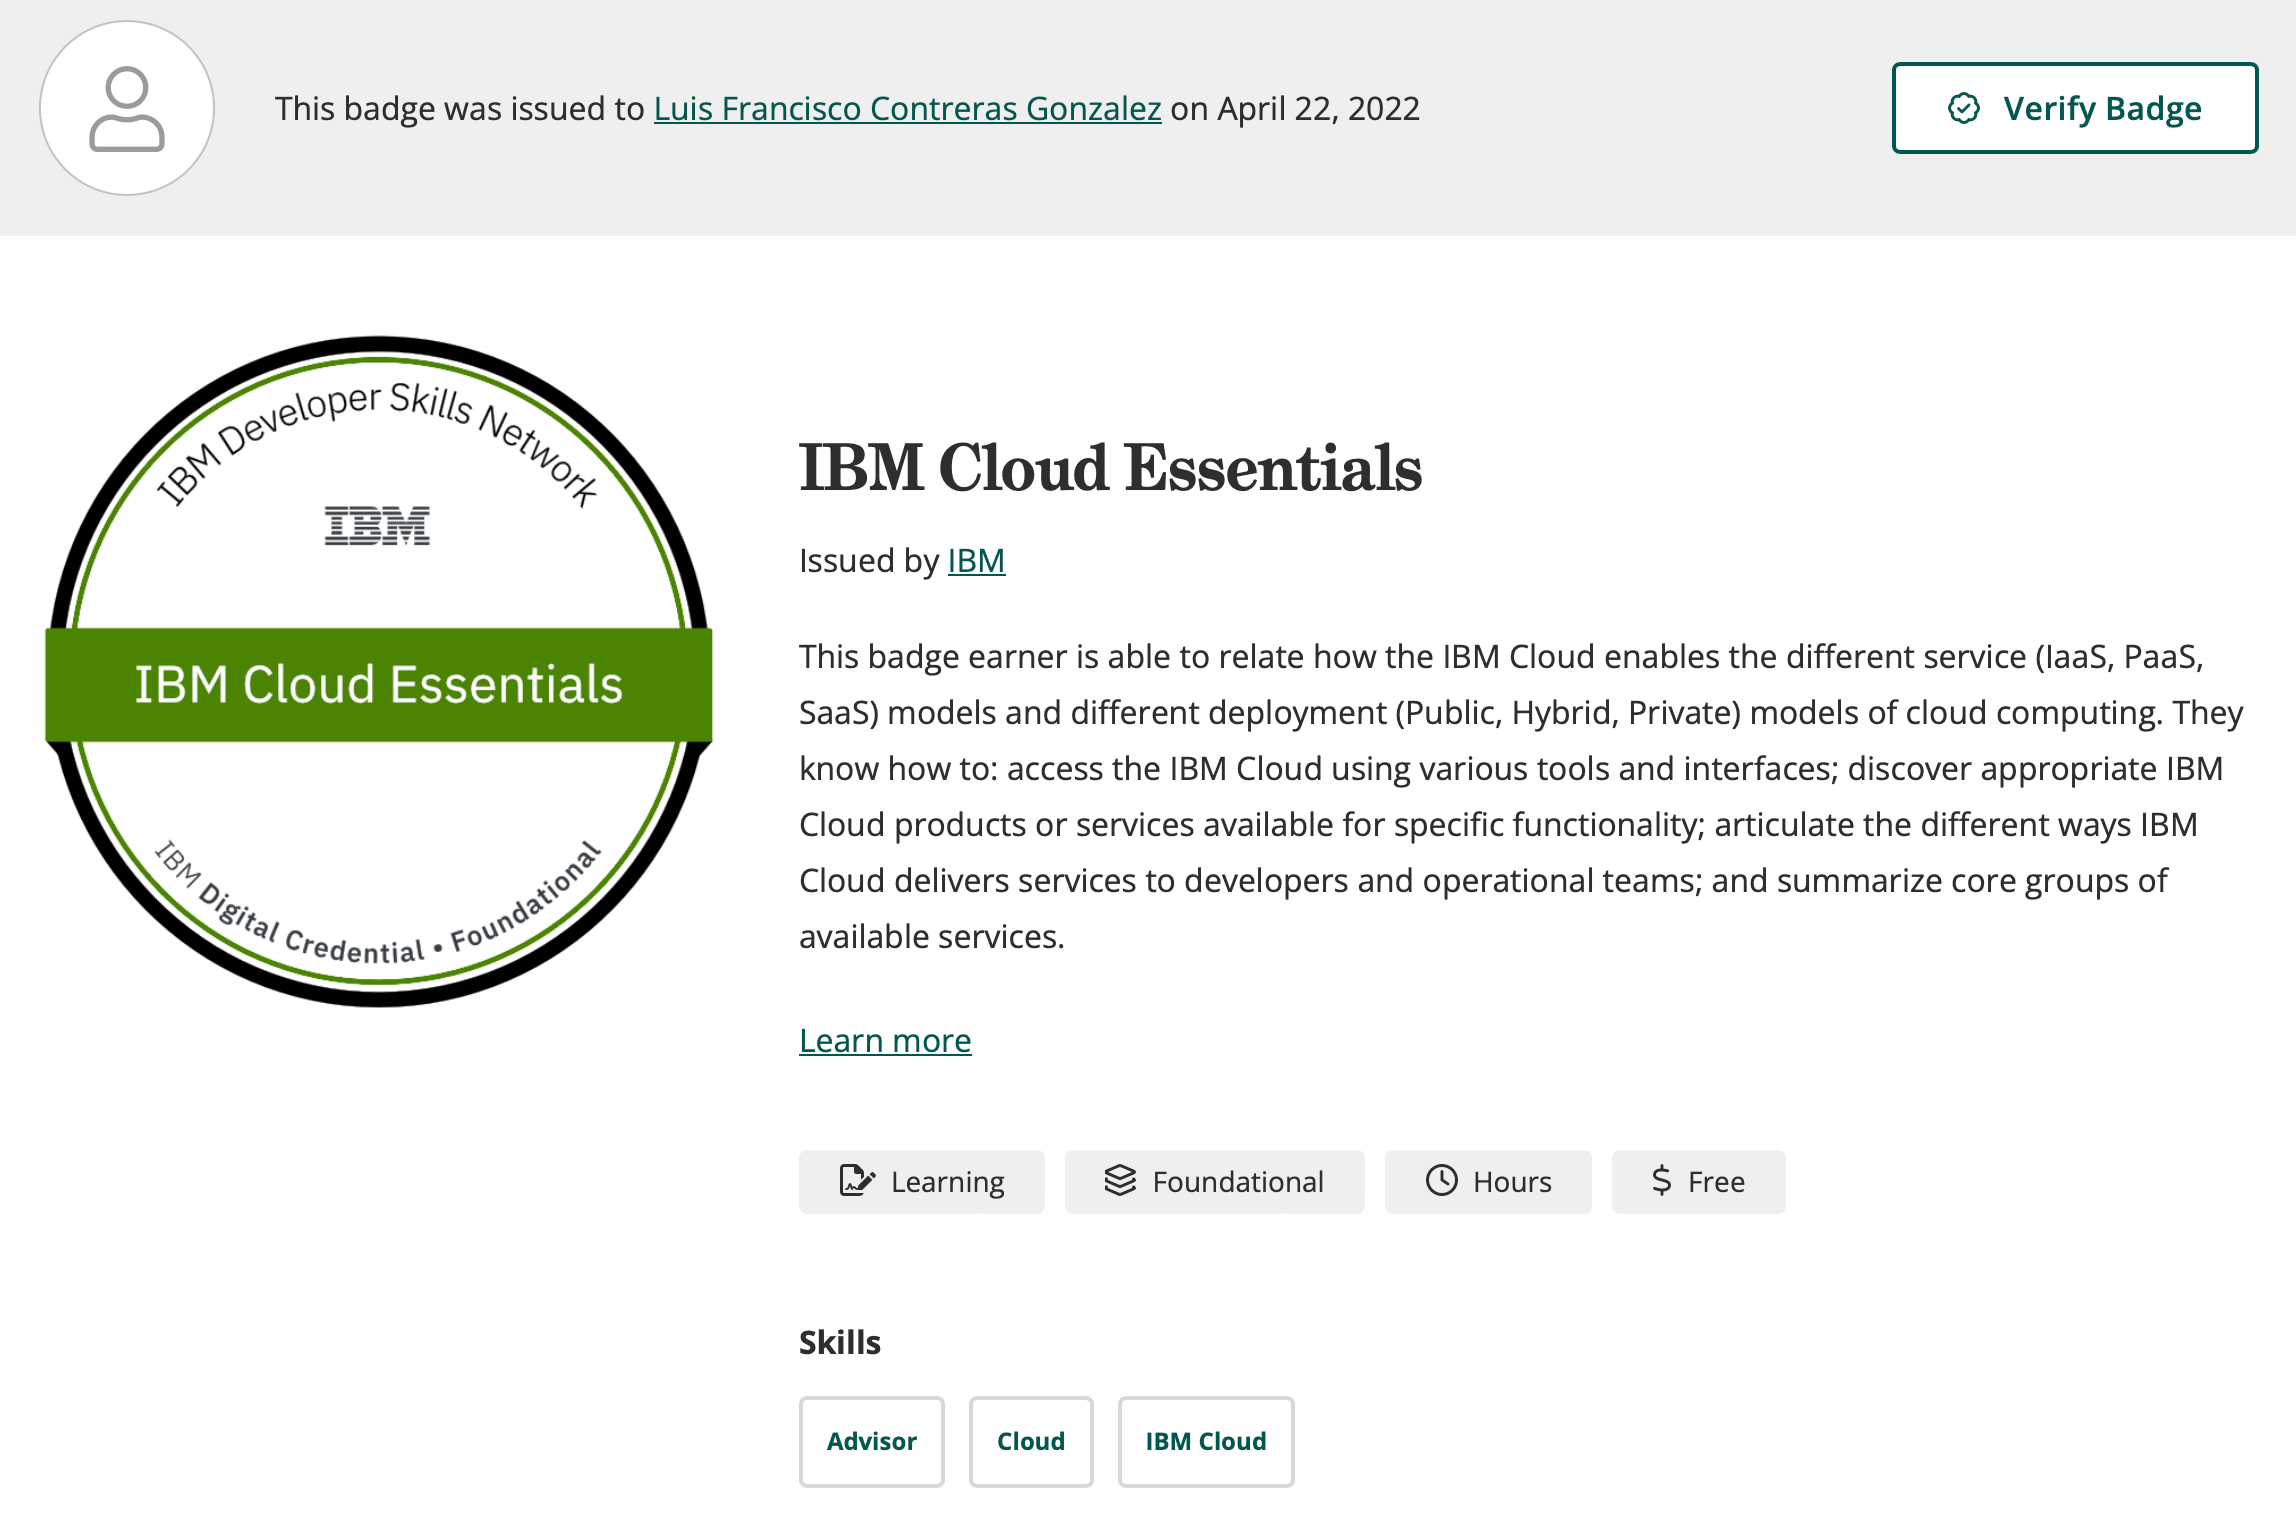 This badge was issued to Luis Francisco Contreras Gonzalez on April 22, 2022
Verify Badge
IBM Developer Skills Network
IBM
IBM Cloud Essentials
IBM Digital Credential • Foundational
IBM Cloud Essentials
Issued by IBM
This badge earner is able to relate how the IBM Cloud enables the different service (IaaS, PaaS,
SaaS) models and different deployment (Public, Hybrid, Private) models of cloud computing. They
know how to: access the IBM Cloud using various tools and interfaces; discover appropriate IBM
Cloud products or services available for specific functionality; articulate the different ways IBM
Cloud delivers services to developers and operational teams; and summarize core groups of
available services.
Learn more
Learning
Foundational
Hours
$ Free
Skills
Advisor
Cloud
IBM Cloud